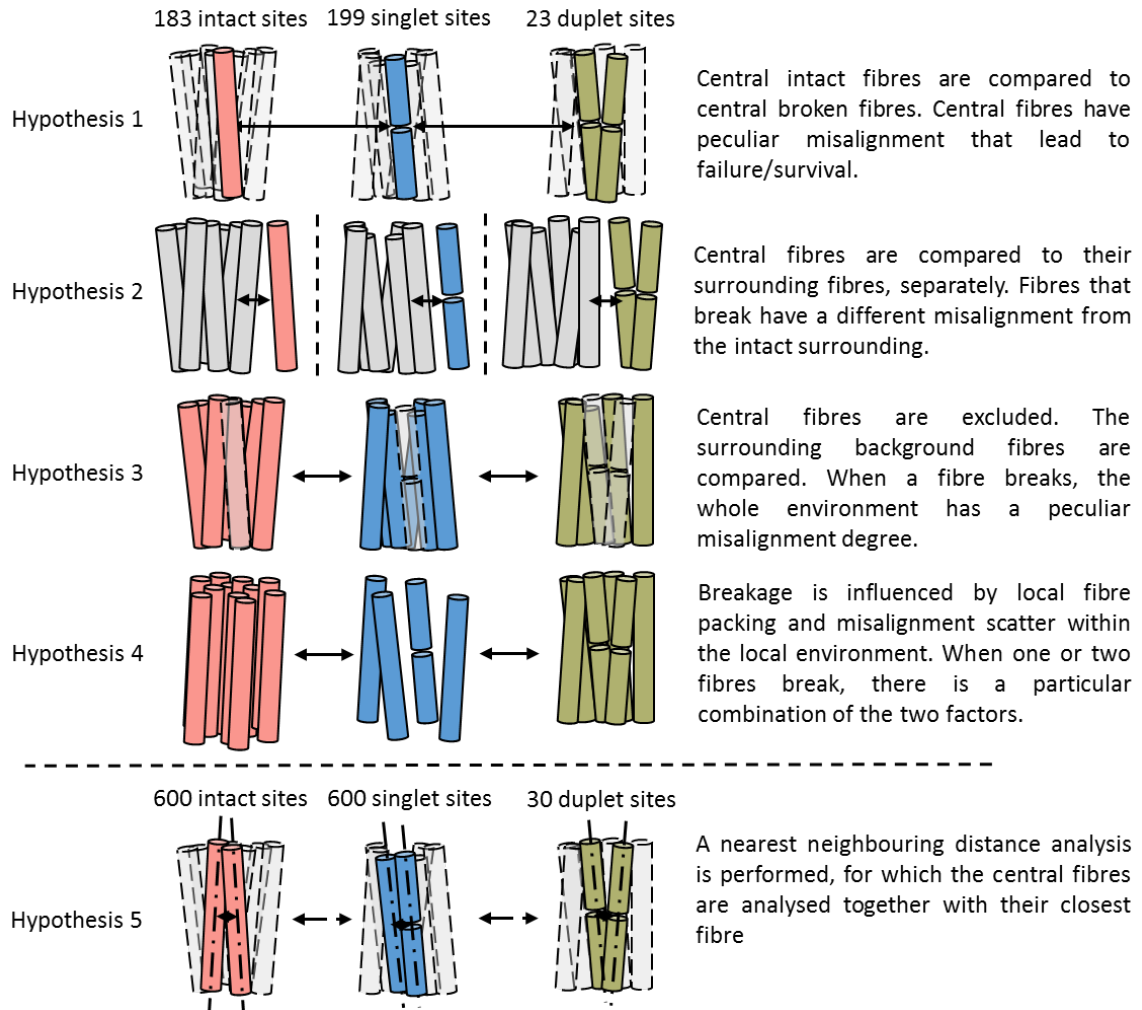 183 intact sites 199 singlet sites 23 duplet sites
Hypothesis 1
Central intact fibres are compared to
central broken fibres. Central fibres have
peculiar misalignment that lead to
failure/survival.
Hypothesis 2
Central fibres are compared to their
surrounding fibres, separately. Fibres that
break have a different misalignment from
the intact surrounding.
Hypothesis 3
Central fibres are excluded. The
surrounding background fibres are
compared. When a fibre breaks, the
whole environment has a peculiar
misalignment degree.
Hypothesis 4
Breakage is influenced by local fibre
packing and misalignment scatter within
the local environment. When one or two
fibres break, there is a particular
combination of the two factors.
600 intact sites 600 singlet sites 30 duplet sites
Hypothesis 5
A nearest neighbouring distance analysis
is performed, for which the central fibres
are analysed together with their closest
fibre